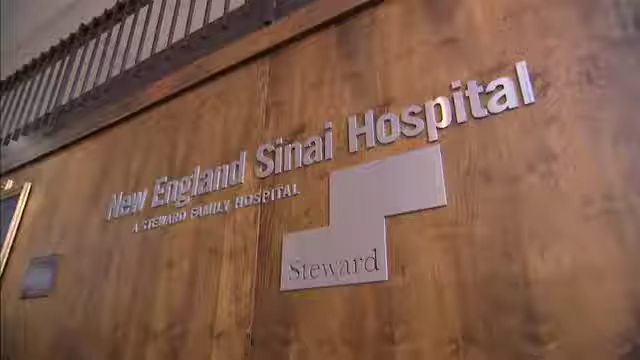 New England Sinai Hospital
A STEWARD FAMILY HOSPITAL
Steward